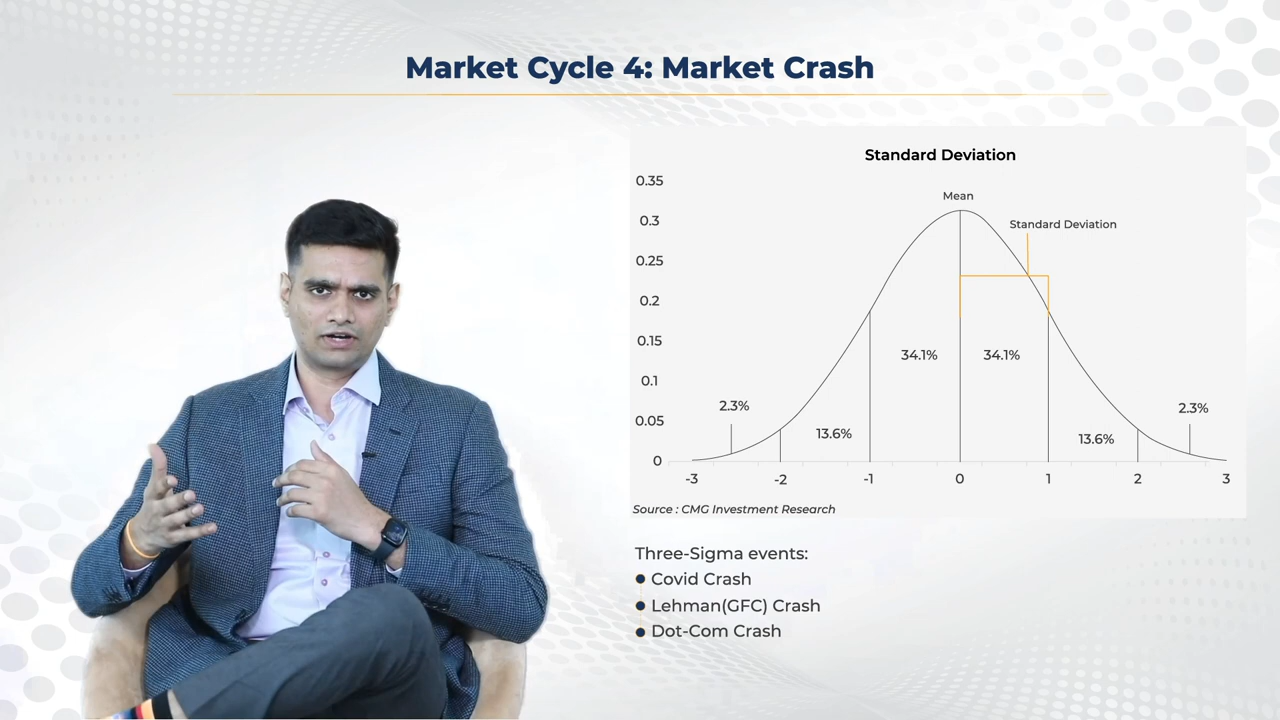 Market Cycle 4: Market Crash
Standard Deviation
0.35
Mean
0.3
Standard Deviation
0.25
0.2
0.15
34.1% 34.1%
0.1
2.3% 2.3%
0.05
13.6% 13.6%
0
-3 -2 -1 0 1 2 3
Source : CMG Investment Research
Three-Sigma events:
Covid Crash
Lehman(GFC) Crash
Dot-Com Crash